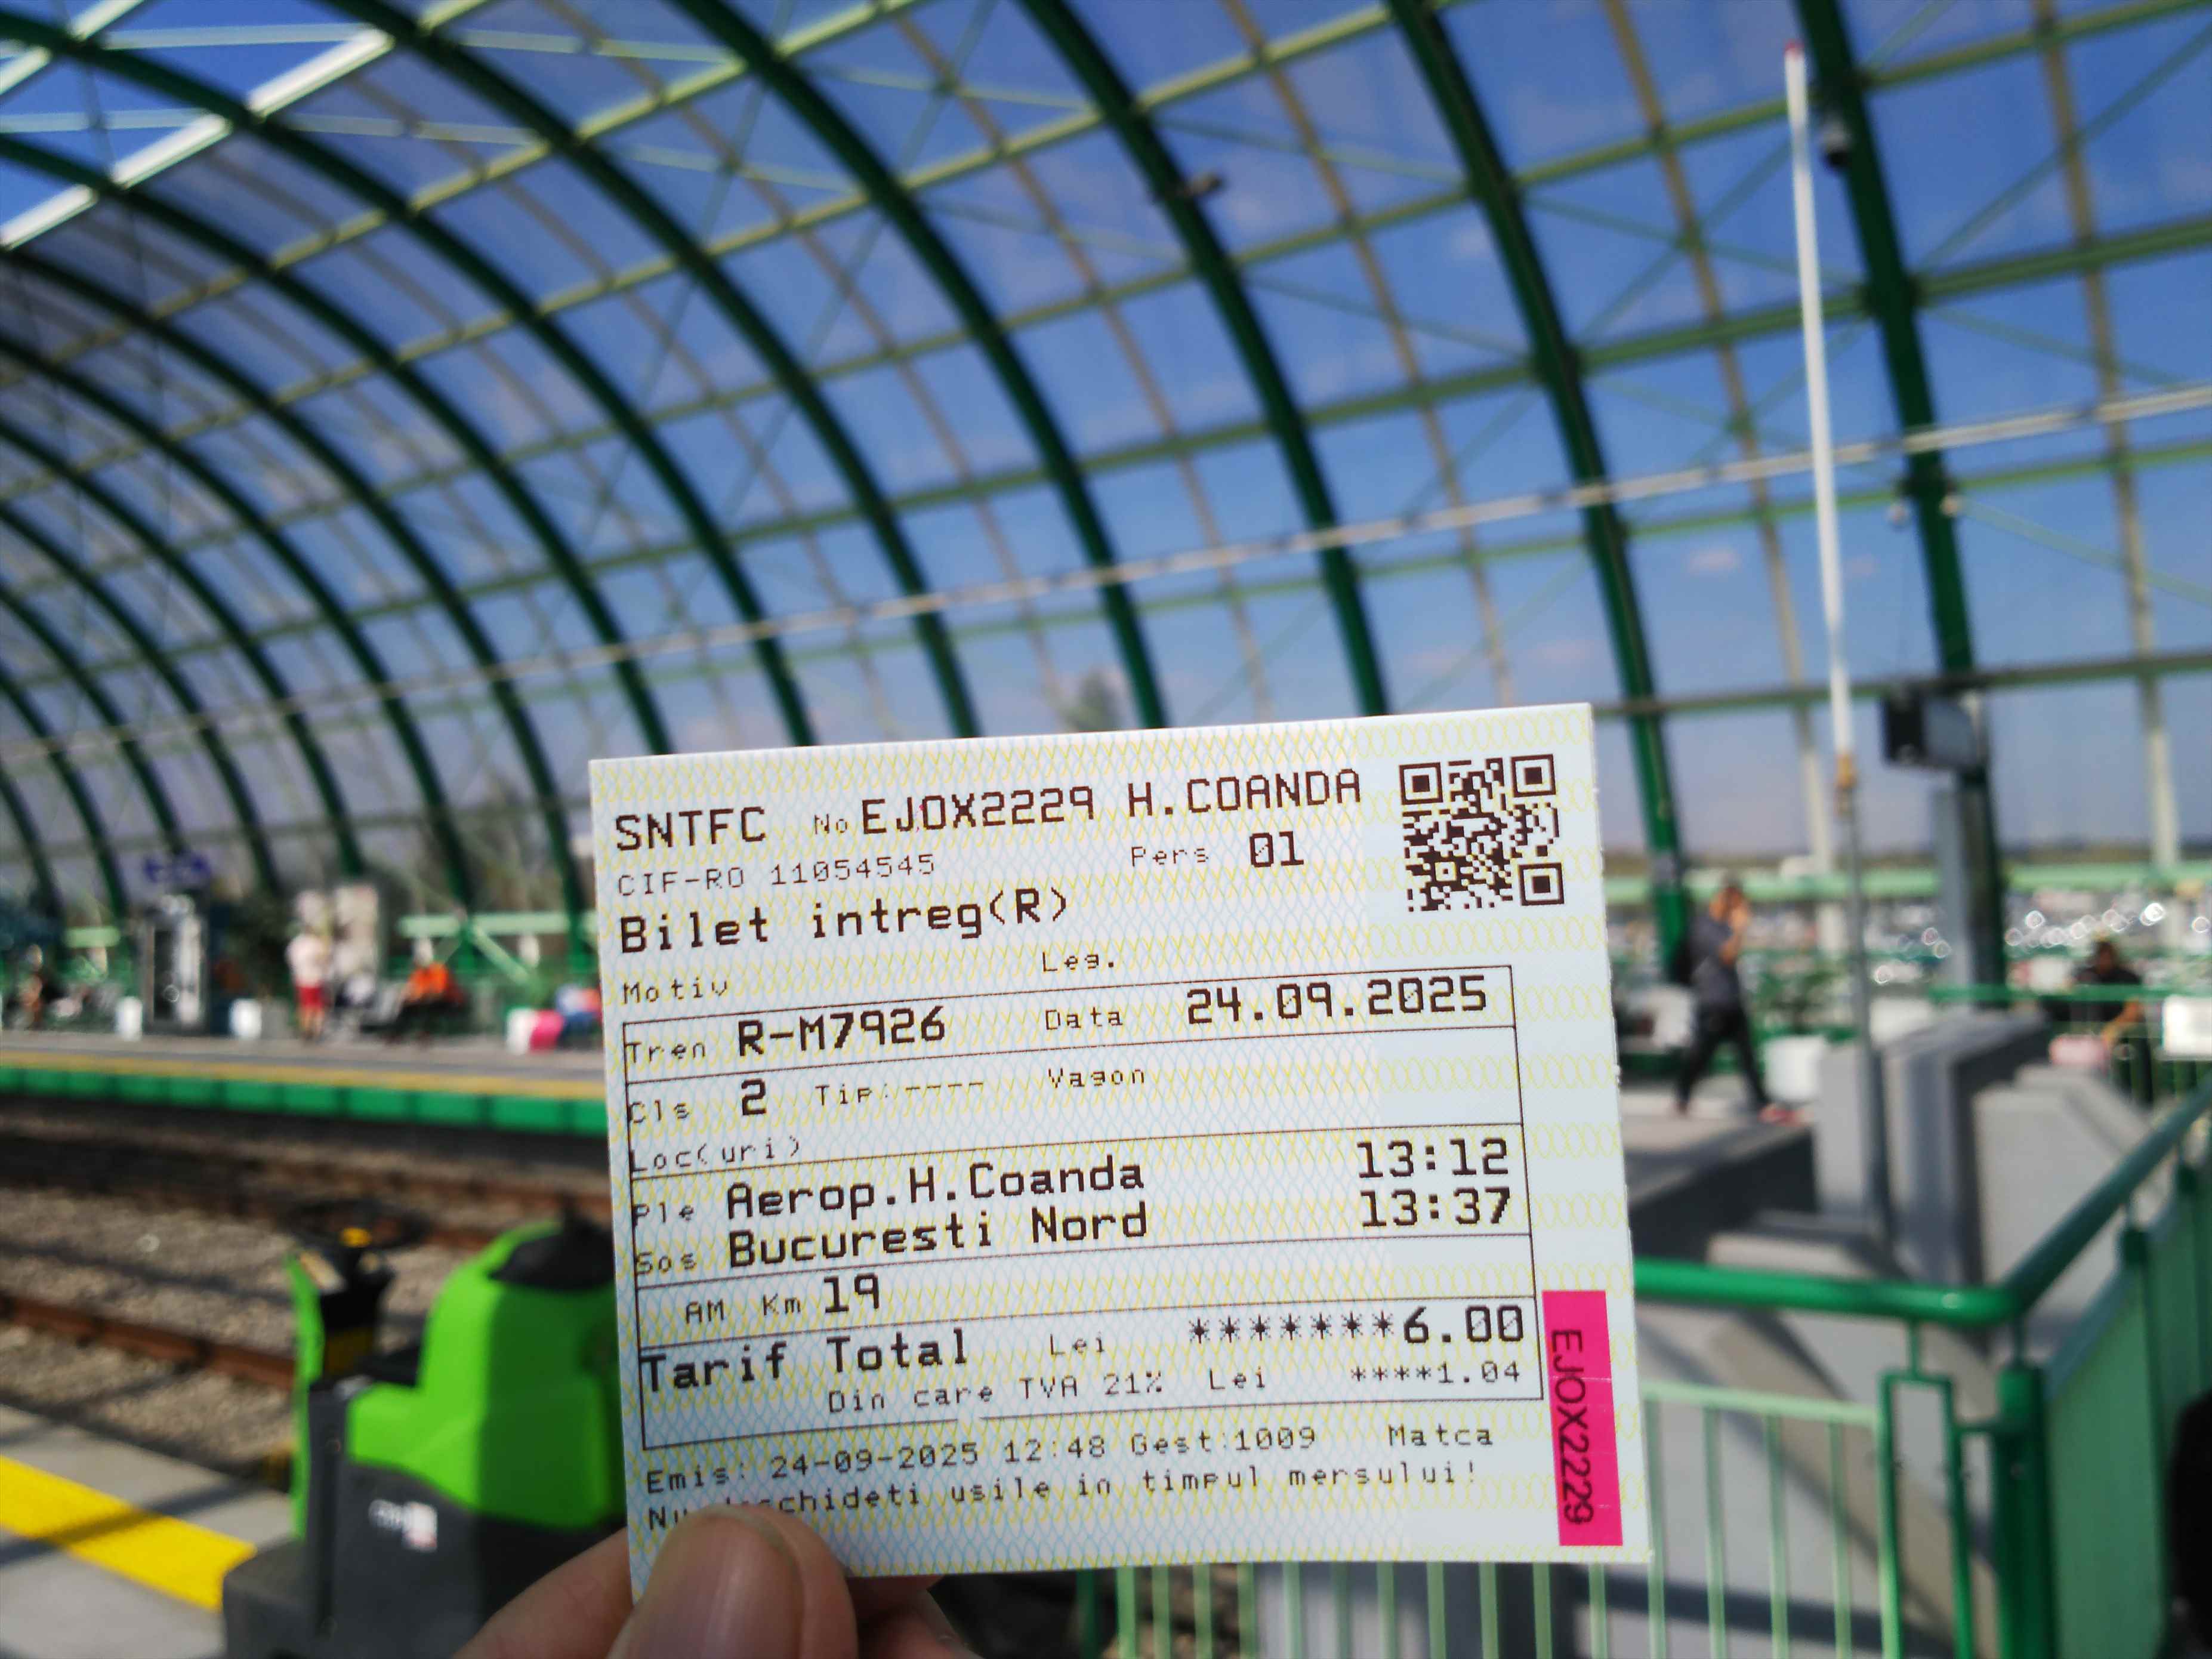 SNTFC No EJOX2229 H.COANDA
CIF-RO 11054545 Pers 01
Bilet intreg(R)
Motiv Leg.
Tren R-M7926 Data 24.09.2025
Cls 2 Tip:---- Vagon
Loc(uri)
Ple Aerop.H.Coanda 13:12
Sos Bucuresti Nord 13:37
AM Km 19
Tarif Total Lei *******6.00
Din care TVA 21% Lei ****1.04
Emis: 24-09-2025 12:48 Gest:1009 Matca
usile in timpul mersului!
EJOX2229